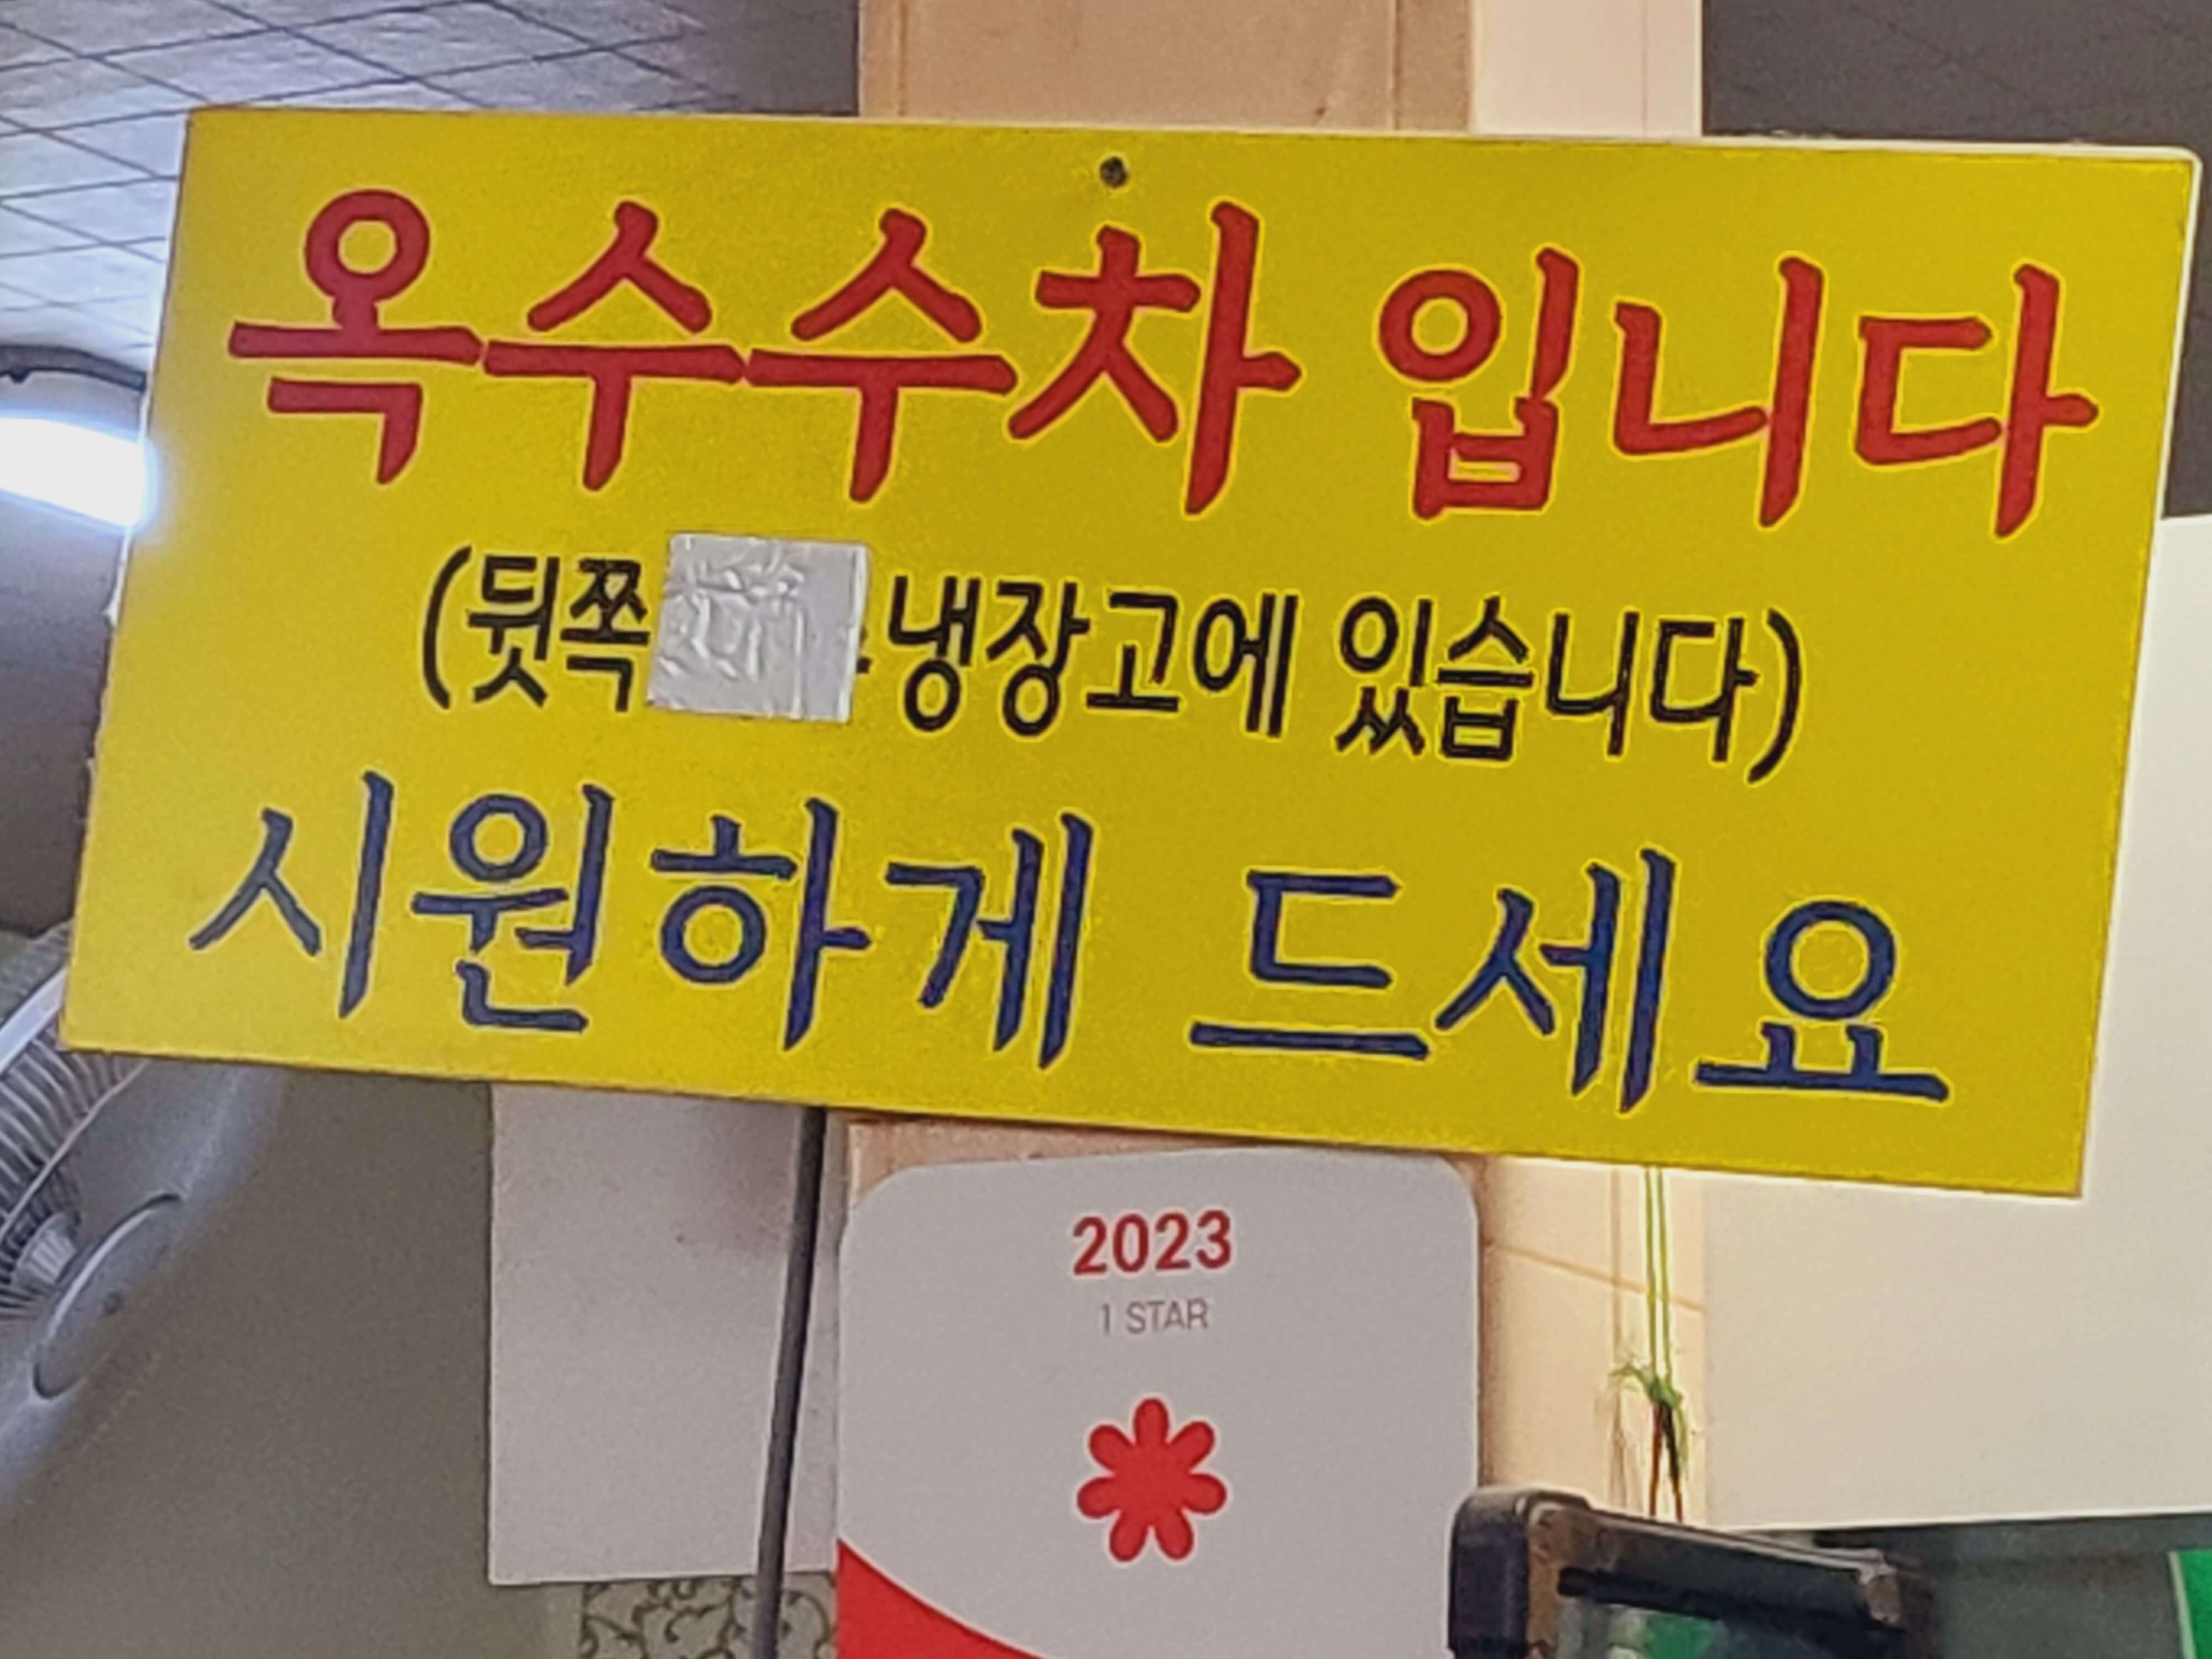 옥수수차 입니다
(뒷쪽 냉장고에 있습니다)
시원하게 드세요
2023
1 STAR